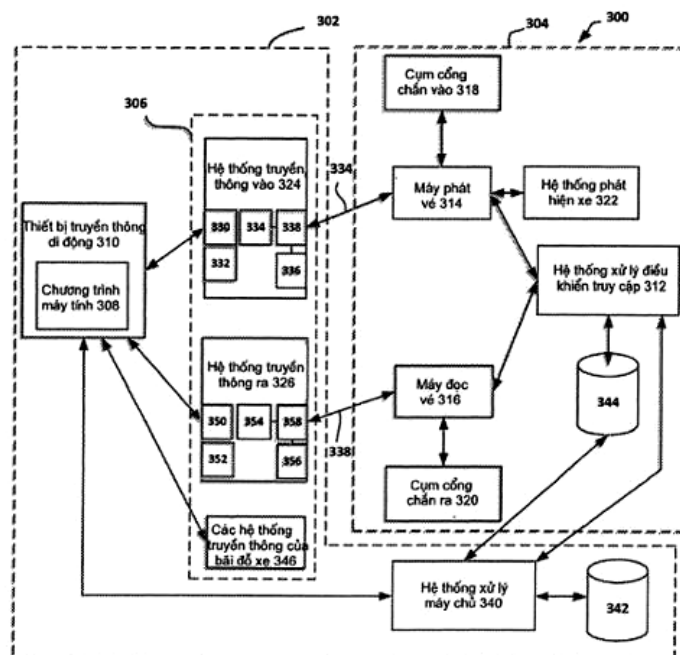 302
304
300
306
Cụm cổng
chắn vào 318
Hệ thống truyền
thông vào 324
334
Máy phát
vé 314
Hệ thống phát
hiện xe 322
Thiết bị truyền thông
di động 310
330
334
338
332
336
Chương trình
máy tính 308
Hệ thống xử lý điều
khiển truy cập 312
Hệ thống truyền
thông ra 326
Máy đọc
vé 316
344
350
354
358
338
352
356
Cụm cổng
chắn ra 320
Các hệ thống
truyền thông của
bãi đỗ xe 346
Hệ thống xử lý
máy chủ 340
342